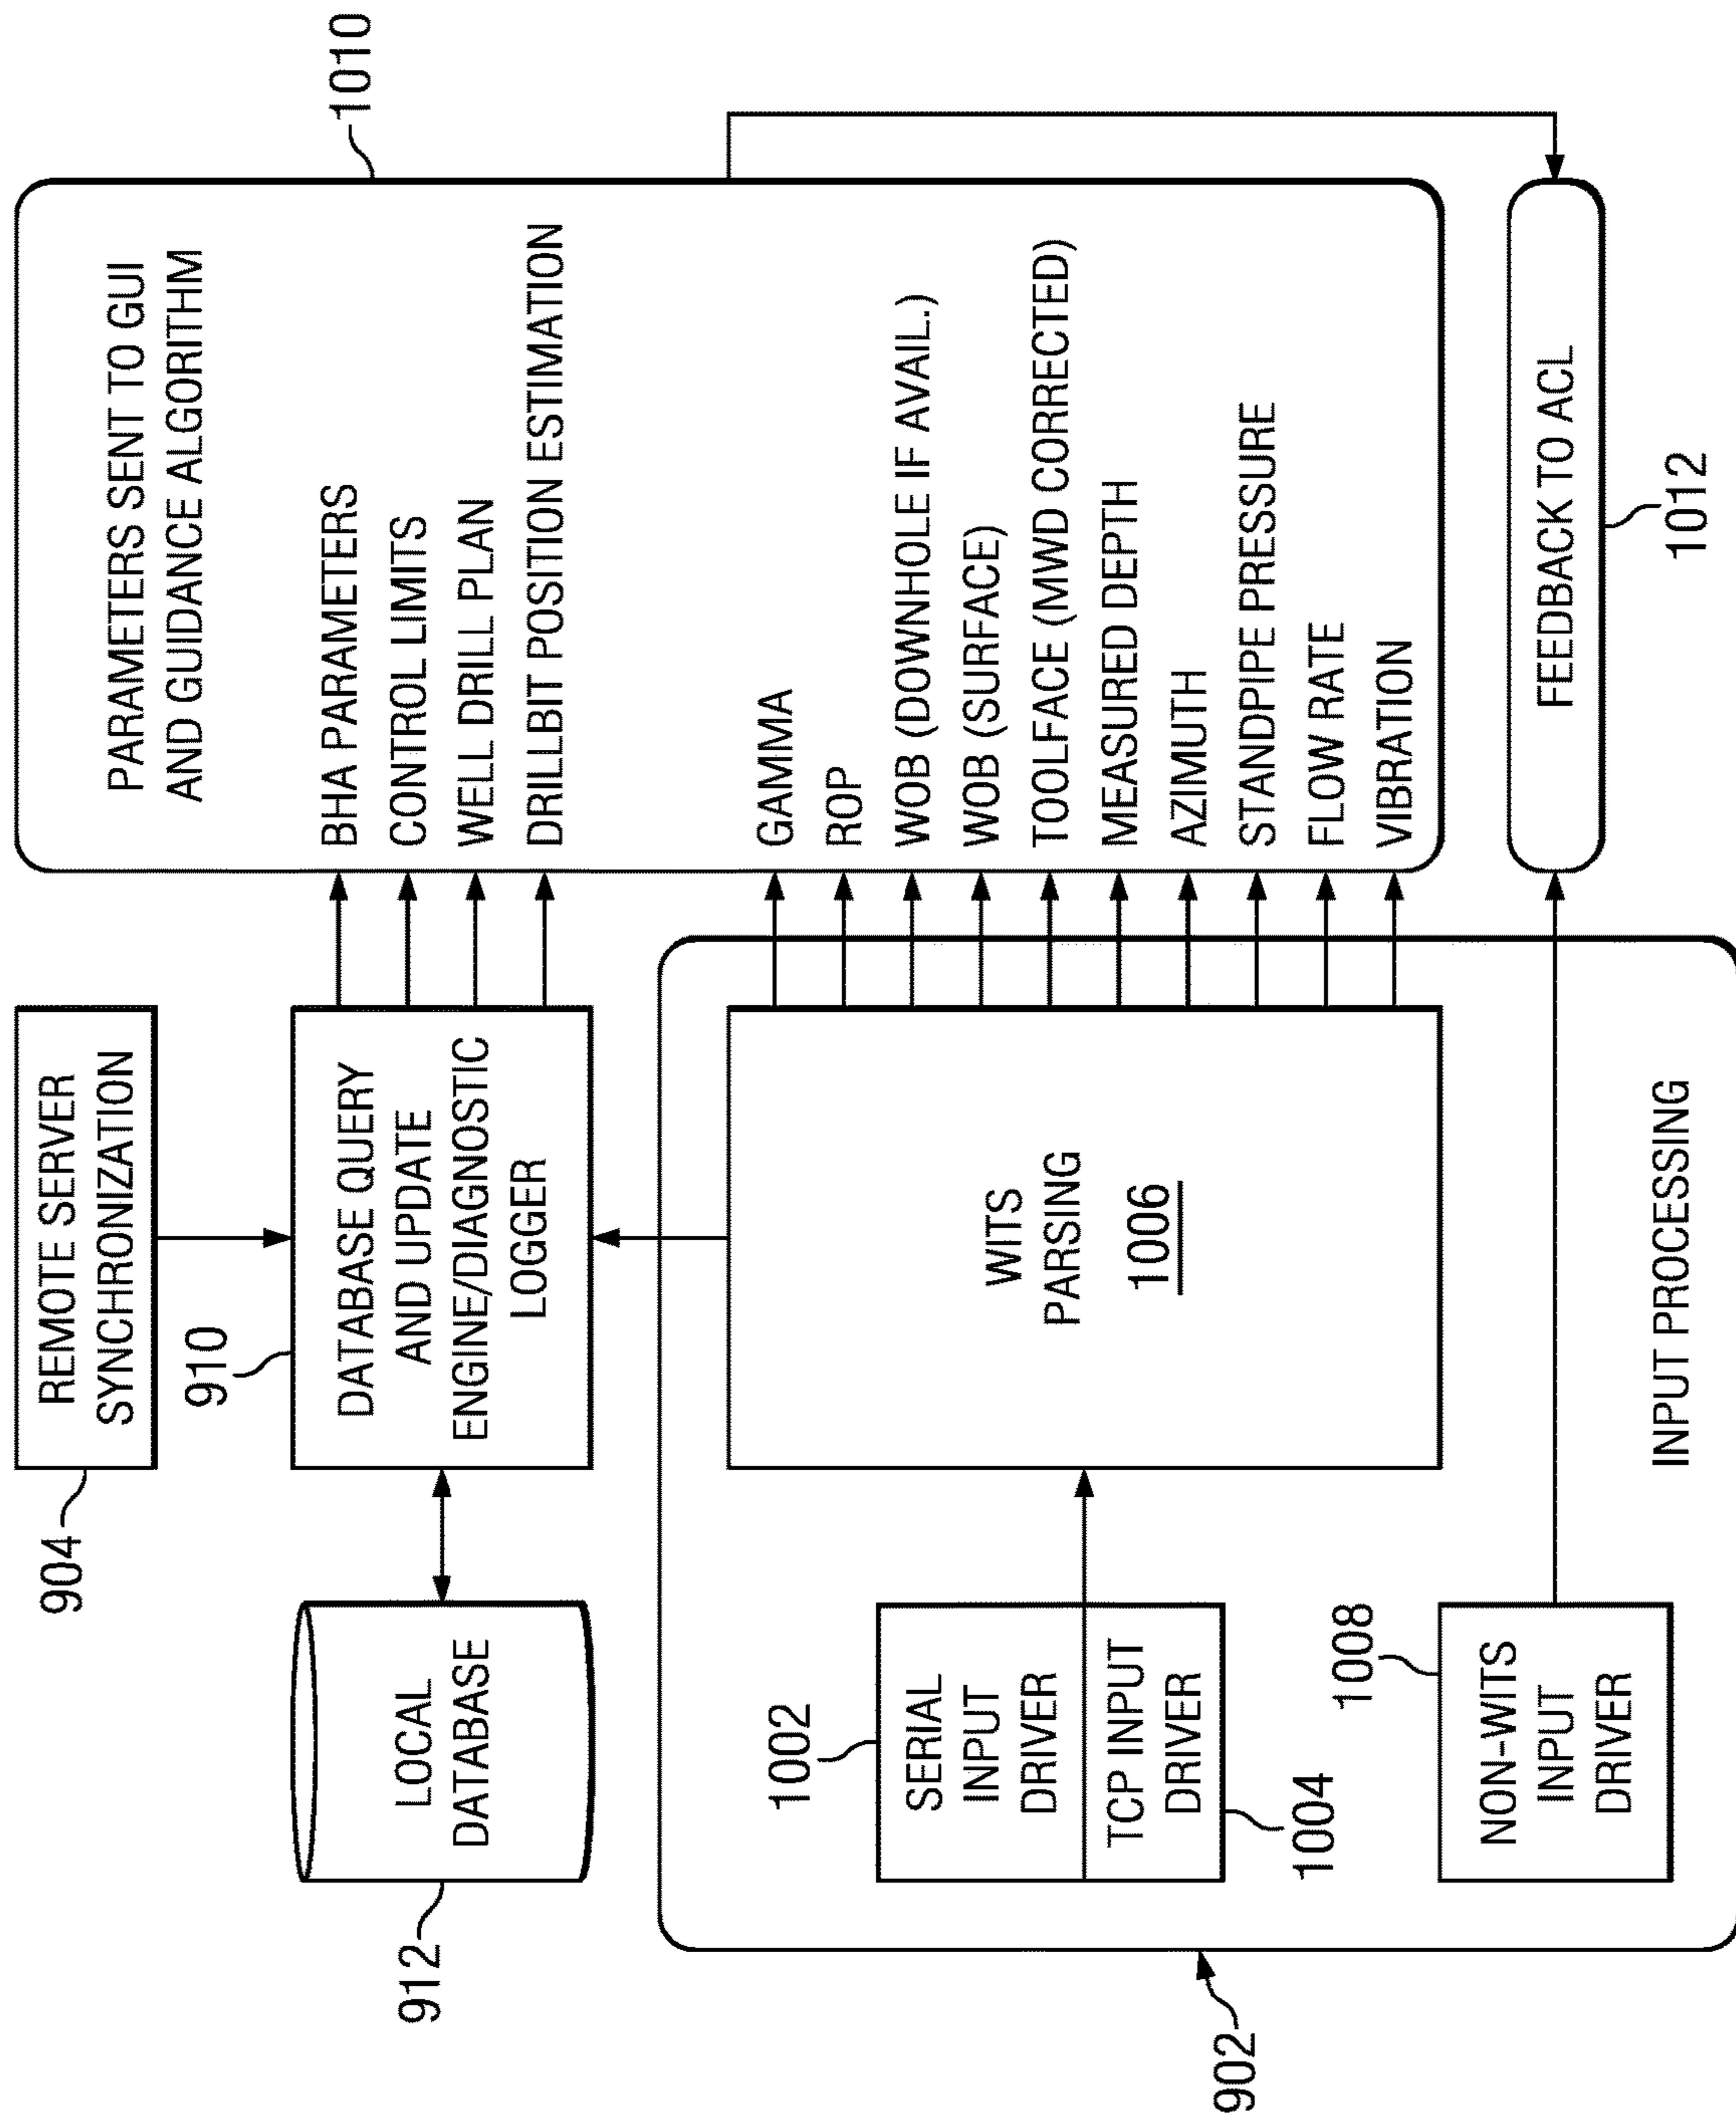 904
REMOTE SERVER
SYNCHRONIZATION
912
LOCAL
DATABASE
910
DATABASE QUERY
AND UPDATE
ENGINE/DIAGNOSTIC
LOGGER
1010
PARAMETERS SENT TO GUI
AND GUIDANCE ALGORITHM
BHA PARAMETERS
CONTROL LIMITS
WELL DRILL PLAN
DRILLBIT POSITION ESTIMATION
GAMMA
ROP
WOB (DOWNHOLE IF AVAIL.)
WOB (SURFACE)
TOOLFACE (MWD CORRECTED)
MEASURED DEPTH
AZIMUTH
STANDPIPE PRESSURE
FLOW RATE
VIBRATION
902
1002
SERIAL
INPUT
DRIVER
TCP INPUT
DRIVER
1004
WITS
PARSING
1006
1008
NON-WITS
INPUT
DRIVER
INPUT PROCESSING
FEEDBACK TO ACL
1012